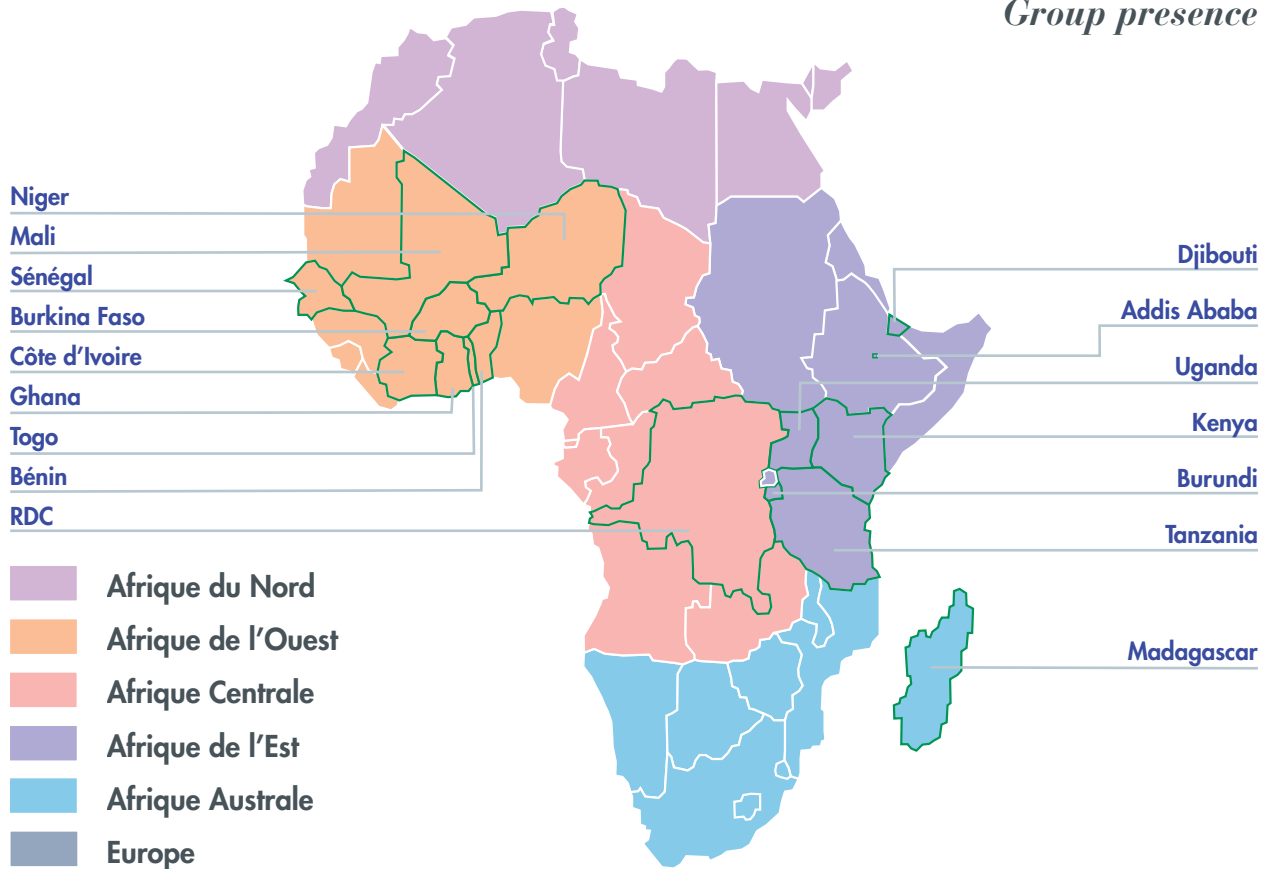 Group presence
Niger
Mali
Sénégal
Burkina Faso
Côte d’Ivoire
Ghana
Togo
Bénin
RDC
Djibouti
Addis Ababa
Uganda
Kenya
Burundi
Tanzania
Madagascar
Afrique du Nord
Afrique de l’Ouest
Afrique Centrale
Afrique de l’Est
Afrique Australe
Europe